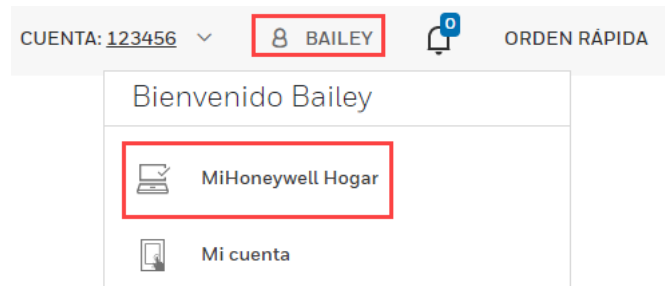 CUENTA: 123456 BAILEY 0 ORDEN RÁPIDA
Bienvenido Bailey
MiHoneywell Hogar
Mi cuenta